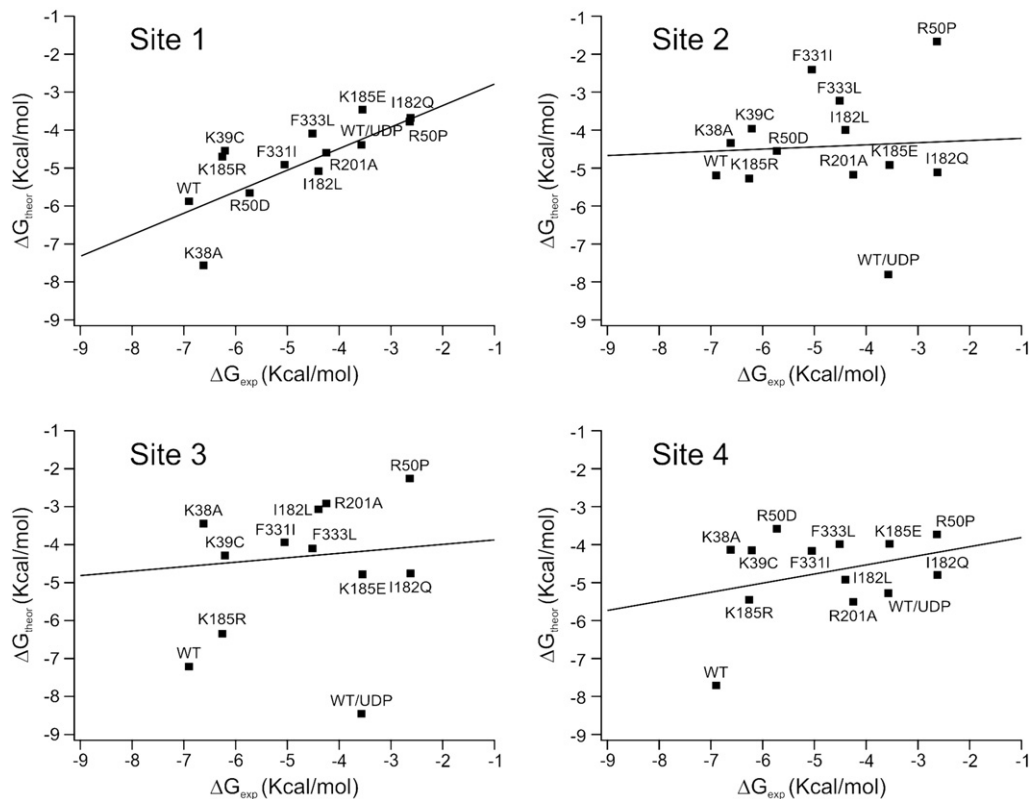 Site 1
-1
-2
-3
-4
-5
-6
-7
-8
-9
ΔGtheor (Kcal/mol)
K185E
I182Q
F333L
WT/UDP
R50P
K39C
K185R
F331I
R201A
I182L
WT
R50D
K38A
-9 -8 -7 -6 -5 -4 -3 -2 -1
ΔGexp (Kcal/mol)
Site 2
-1
-2
-3
-4
-5
-6
-7
-8
-9
ΔGtheor (Kcal/mol)
R50P
F331I
F333L
K39C
I182L
K38A
R50D
WT
K185R
R201A
K185E
I182Q
WT/UDP
-9 -8 -7 -6 -5 -4 -3 -2 -1
ΔGexp (Kcal/mol)
Site 3
-1
-2
-3
-4
-5
-6
-7
-8
-9
ΔGtheor (Kcal/mol)
R50P
K38A
I182L
R201A
K39C
F331I
F333L
K185E
I182Q
K185R
WT
WT/UDP
-9 -8 -7 -6 -5 -4 -3 -2 -1
ΔGexp (Kcal/mol)
Site 4
-1
-2
-3
-4
-5
-6
-7
-8
-9
ΔGtheor (Kcal/mol)
R50D
K38A
F333L
K185E
R50P
K39C
F331I
I182L
I182Q
K185R
R201A
WT/UDP
WT
-9 -8 -7 -6 -5 -4 -3 -2 -1
ΔGexp (Kcal/mol)